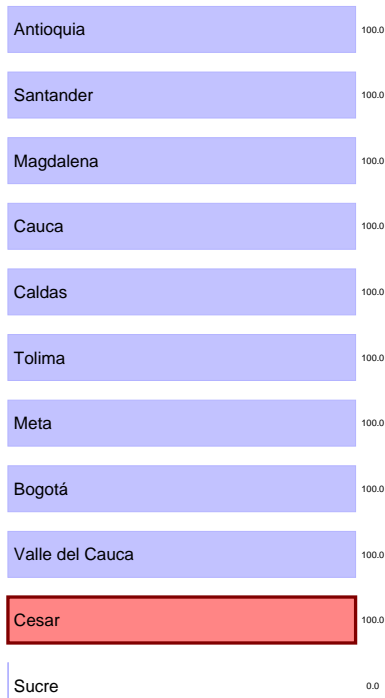 Antioquia 100.0
Santander 100.0
Magdalena 100.0
Cauca 100.0
Caldas 100.0
Tolima 100.0
Meta 100.0
Bogotá 100.0
Valle del Cauca 100.0
Cesar 100.0
Sucre 0.0